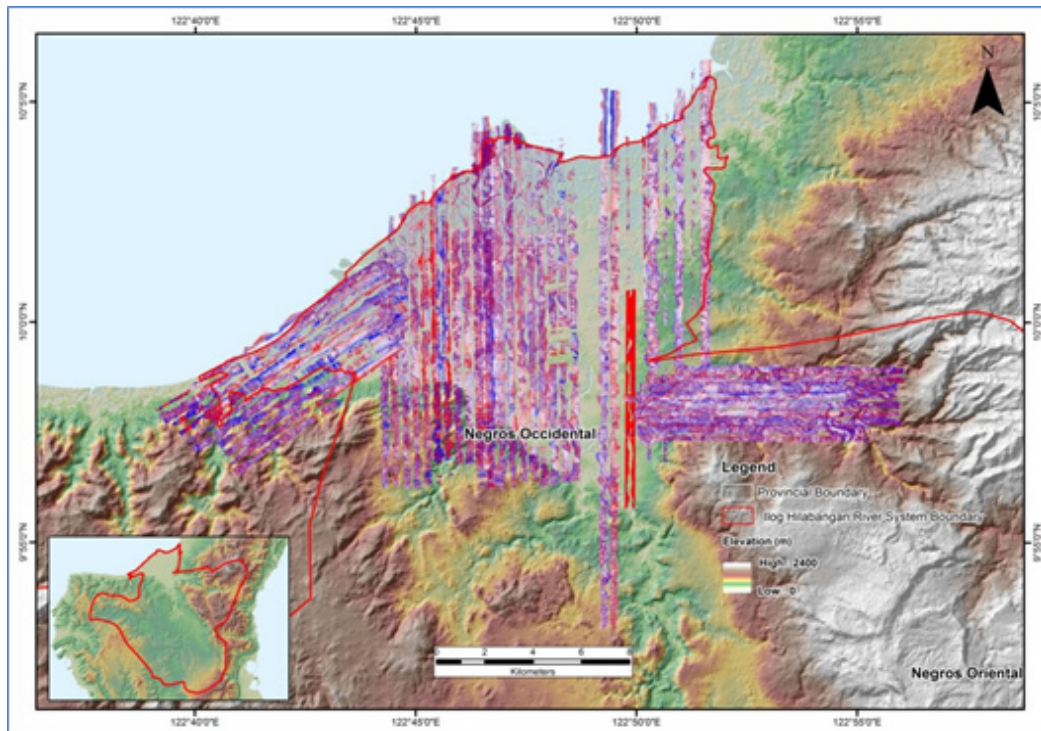 122°40'0"E 122°45'0"E 122°50'0"E 122°55'0"E
N
10°5'0"N 10°5'0"N
10°0'0"N 10°0'0"N
Negros Occidental
Legend
Provincial Boundary
Ilog Hilabangan River System Boundary
9°55'0"N 9°55'0"N
Elevation (m)
High : 2400
Low : 0
0 2 4 6 8
Kilometers
Negros Oriental
122°40'0"E 122°45'0"E 122°50'0"E 122°55'0"E